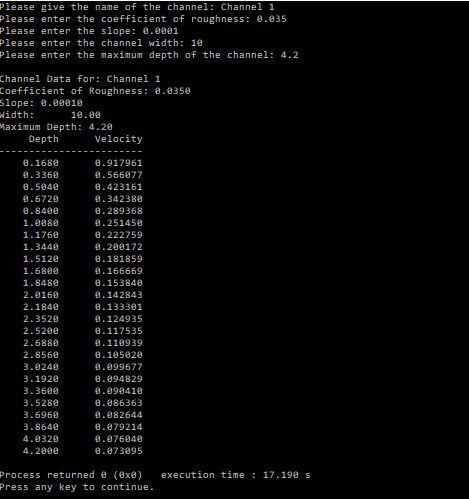 Please give the name of the channel: Channel 1
Please enter the coefficient of roughness: 0.035
Please enter the slope: 0.0001
Please enter the channel width: 10
Please enter the maximum depth of the channel: 4.2

Channel Data for: Channel 1
Coefficient of Roughness: 0.0350
Slope: 0.00010
Width:      10.00
Maximum Depth: 4.20
     Depth      Velocity
------------------------
    0.1680      0.917961
    0.3360      0.566077
    0.5040      0.423161
    0.6720      0.342380
    0.8400      0.289368
    1.0080      0.251450
    1.1760      0.222759
    1.3440      0.200172
    1.5120      0.181859
    1.6800      0.166669
    1.8480      0.153840
    2.0160      0.142843
    2.1840      0.133301
    2.3520      0.124935
    2.5200      0.117535
    2.6880      0.110939
    2.8560      0.105020
    3.0240      0.099677
    3.1920      0.094829
    3.3600      0.090410
    3.5280      0.086363
    3.6960      0.082644
    3.8640      0.079214
    4.0320      0.076040
    4.2000      0.073095

Process returned 0 (0x0)   execution time : 17.190 s
Press any key to continue.